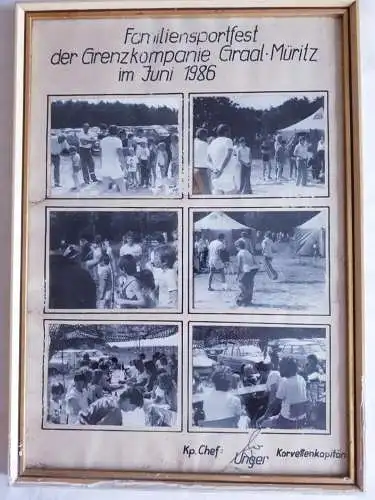 Familiensportfest
der Grenzkompanie Graal-Müritz
im Juni 1986
Kp. Chef: Unger Korvettenkapitän